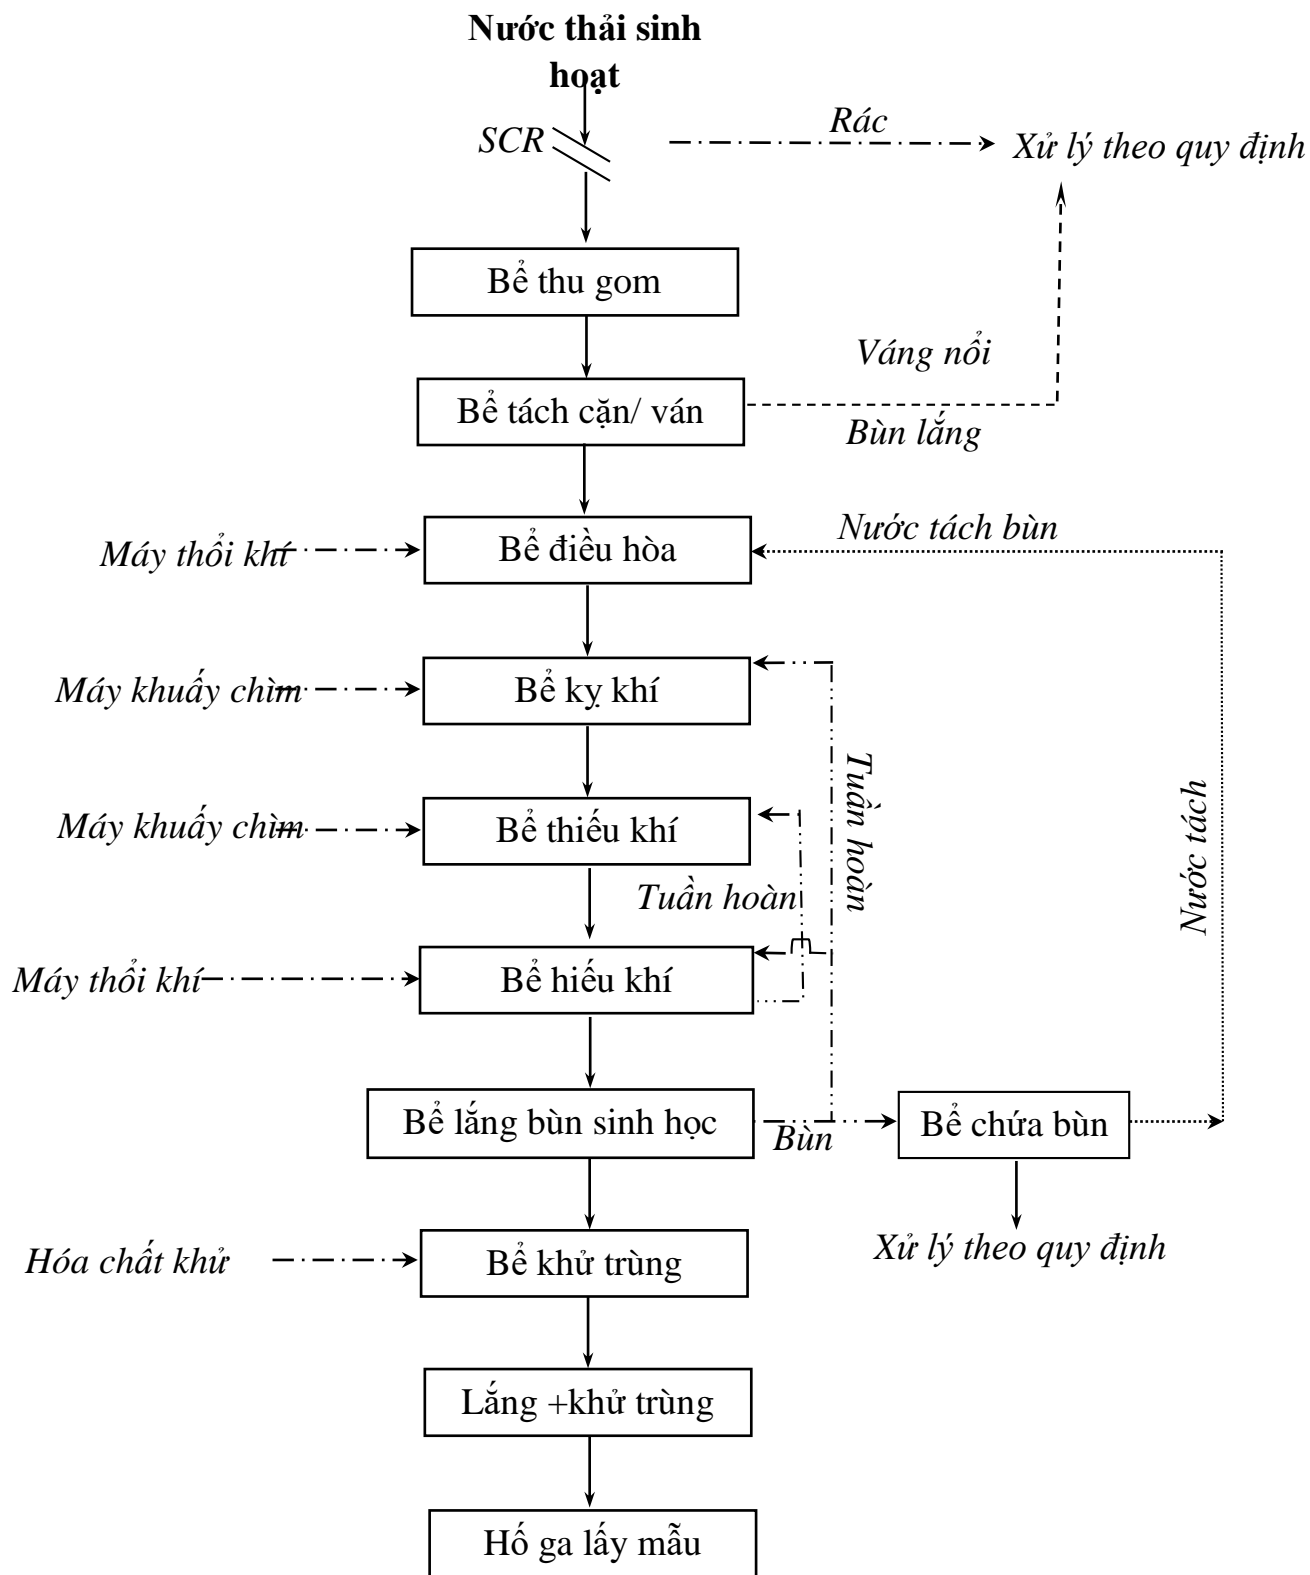 Nước thải sinh
hoạt
SCR
Rác
Xử lý theo quy định
Bể thu gom
Váng nổi
Bể tách cặn/ ván
Bùn lắng
Nước tách bùn
Máy thổi khí
Bể điều hòa
Máy khuấy chìm
Bể kỵ khí
Tuần hoàn
Nước tách
Máy khuấy chìm
Bể thiếu khí
Tuần hoàn
Máy thổi khí
Bể hiếu khí
Bể lắng bùn sinh học
Bùn
Bể chứa bùn
Xử lý theo quy định
Hóa chất khử
Bể khử trùng
Lắng +khử trùng
Hố ga lấy mẫu